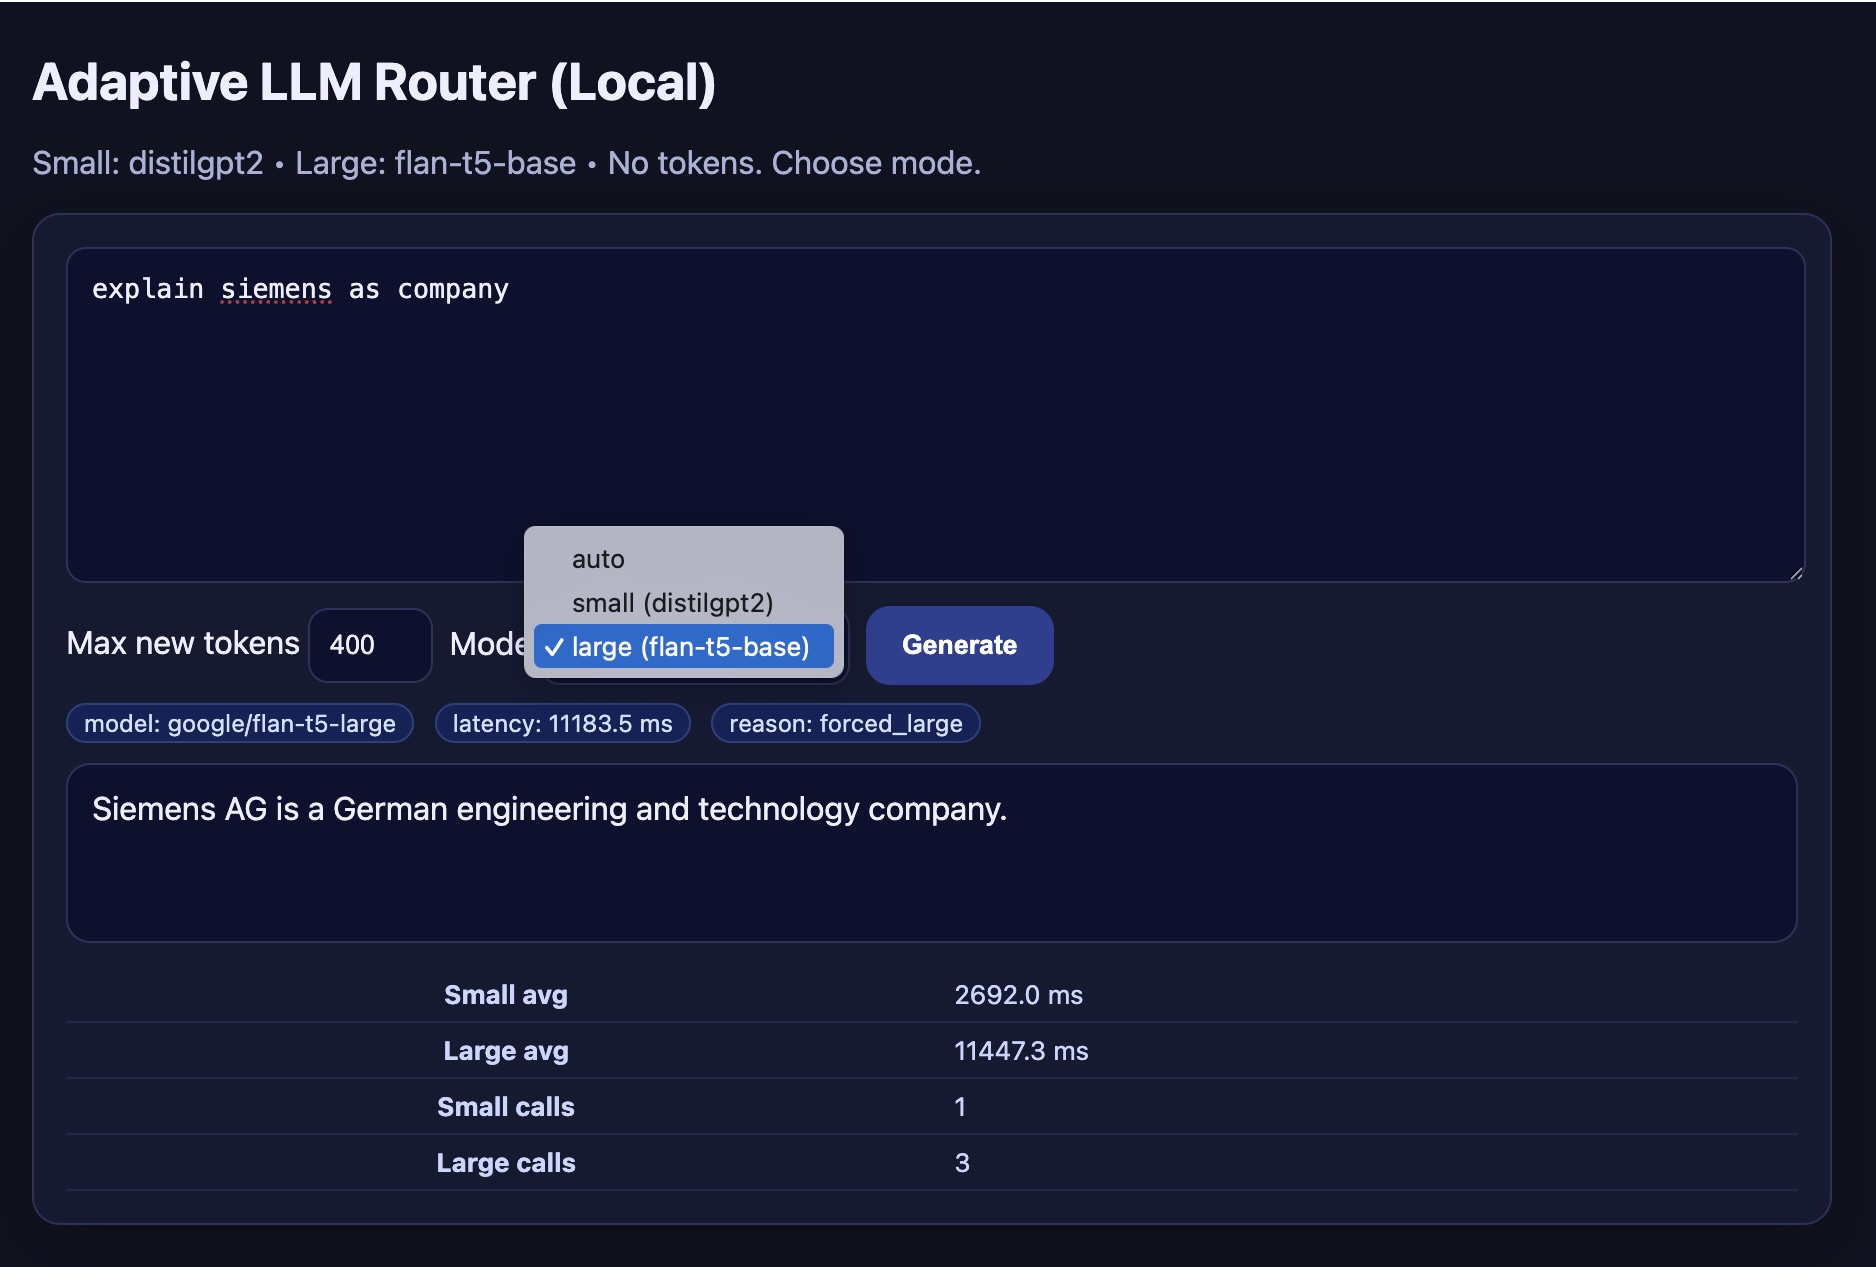 Adaptive LLM Router (Local)
Small: distilgpt2 • Large: flan-t5-base • No tokens. Choose mode.
explain siemens as company
auto
small (distilgpt2)
✓ large (flan-t5-base)
Max new tokens 400 Mode Generate
model: google/flan-t5-large latency: 11183.5 ms reason: forced_large
Siemens AG is a German engineering and technology company.
Small avg 2692.0 ms
Large avg 11447.3 ms
Small calls 1
Large calls 3